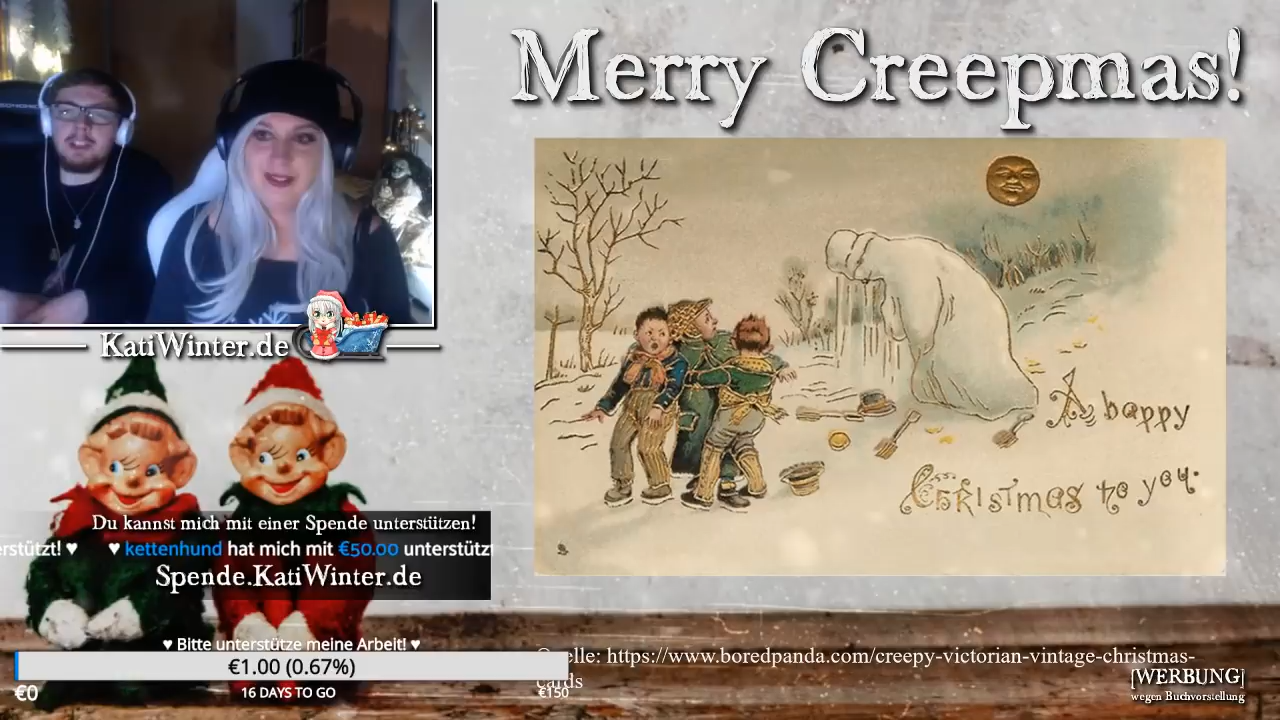 Merry Creepmas!
KatiWinter.de
A happy
Christmas to you.
Du kannst mich mit einer Spende unterstützen!
erstützt! ♥ ♥ kettenhund hat mich mit €50.00 unterstütz
Spende.KatiWinter.de
♥ Bitte unterstütze meine Arbeit! ♥
€1.00 (0.67%)
€0 16 DAYS TO GO €150
Quelle: https://www.boredpanda.com/creepy-victorian-vintage-christmas-
cards
[WERBUNG]
wegen Buchvorstellung